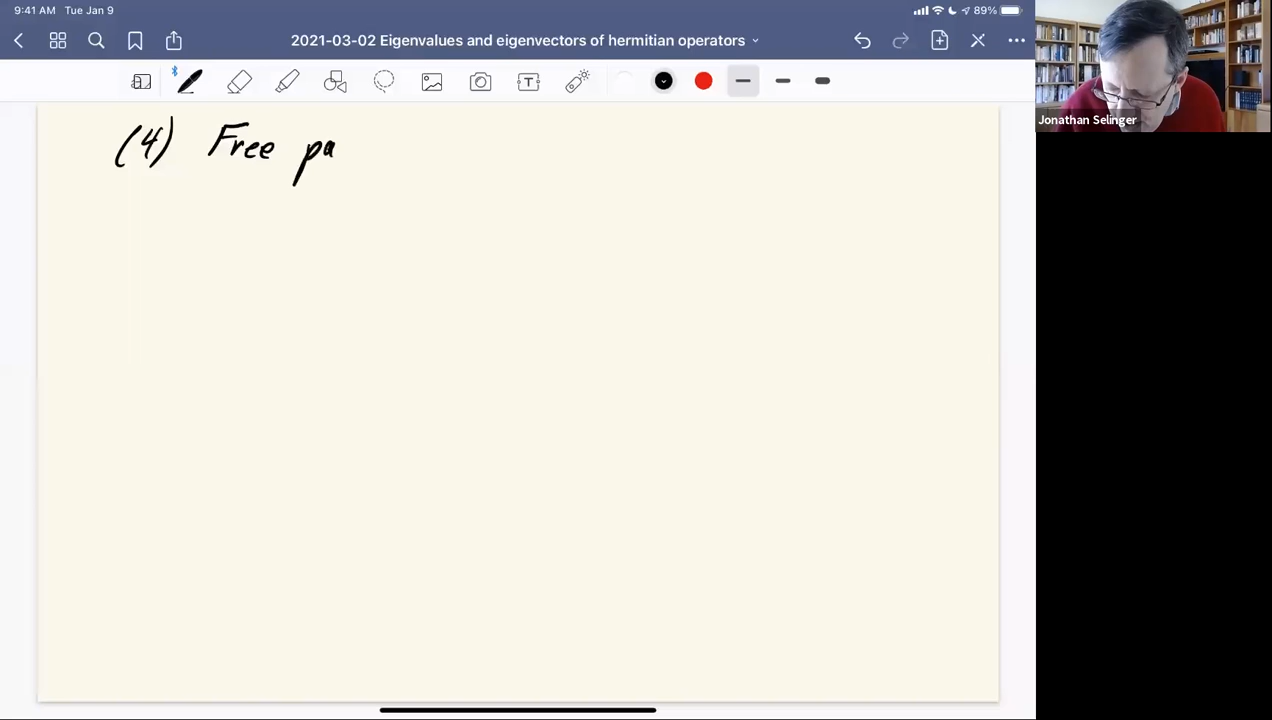 9:41 AM Tue Jan 9
89%
2021-03-02 Eigenvalues and eigenvectors of hermitian operators
T
Jonathan Selinger
(4) Free pa